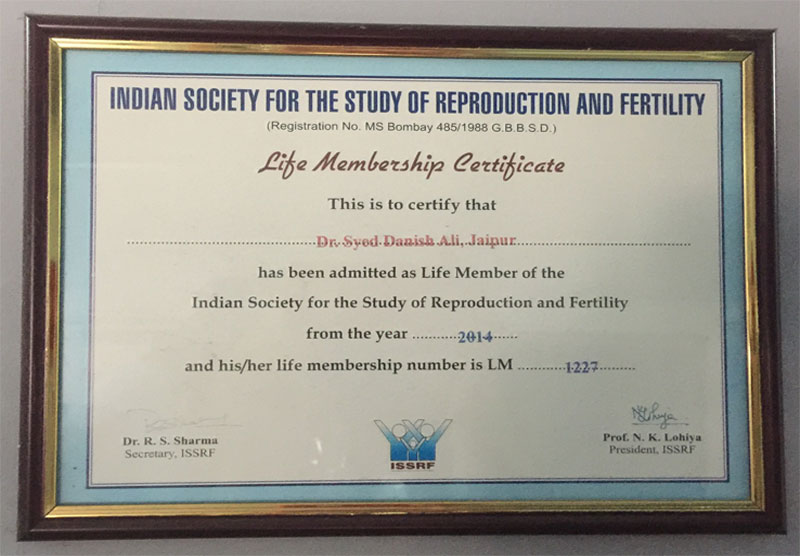 INDIAN SOCIETY FOR THE STUDY OF REPRODUCTION AND FERTILITY
(Registration No. MS Bombay 485/1988 G.B.B.S.D.)
Life Membership Certificate
This is to certify that
Dr. Syed Danish Ali, Jaipur
has been admitted as Life Member of the
Indian Society for the Study of Reproduction and Fertility
from the year ............2014............
and his/her life membership number is LM ............1227............
Dr. R. S. Sharma
Secretary, ISSRF
ISSRF
Prof. N. K. Lohiya
President, ISSRF